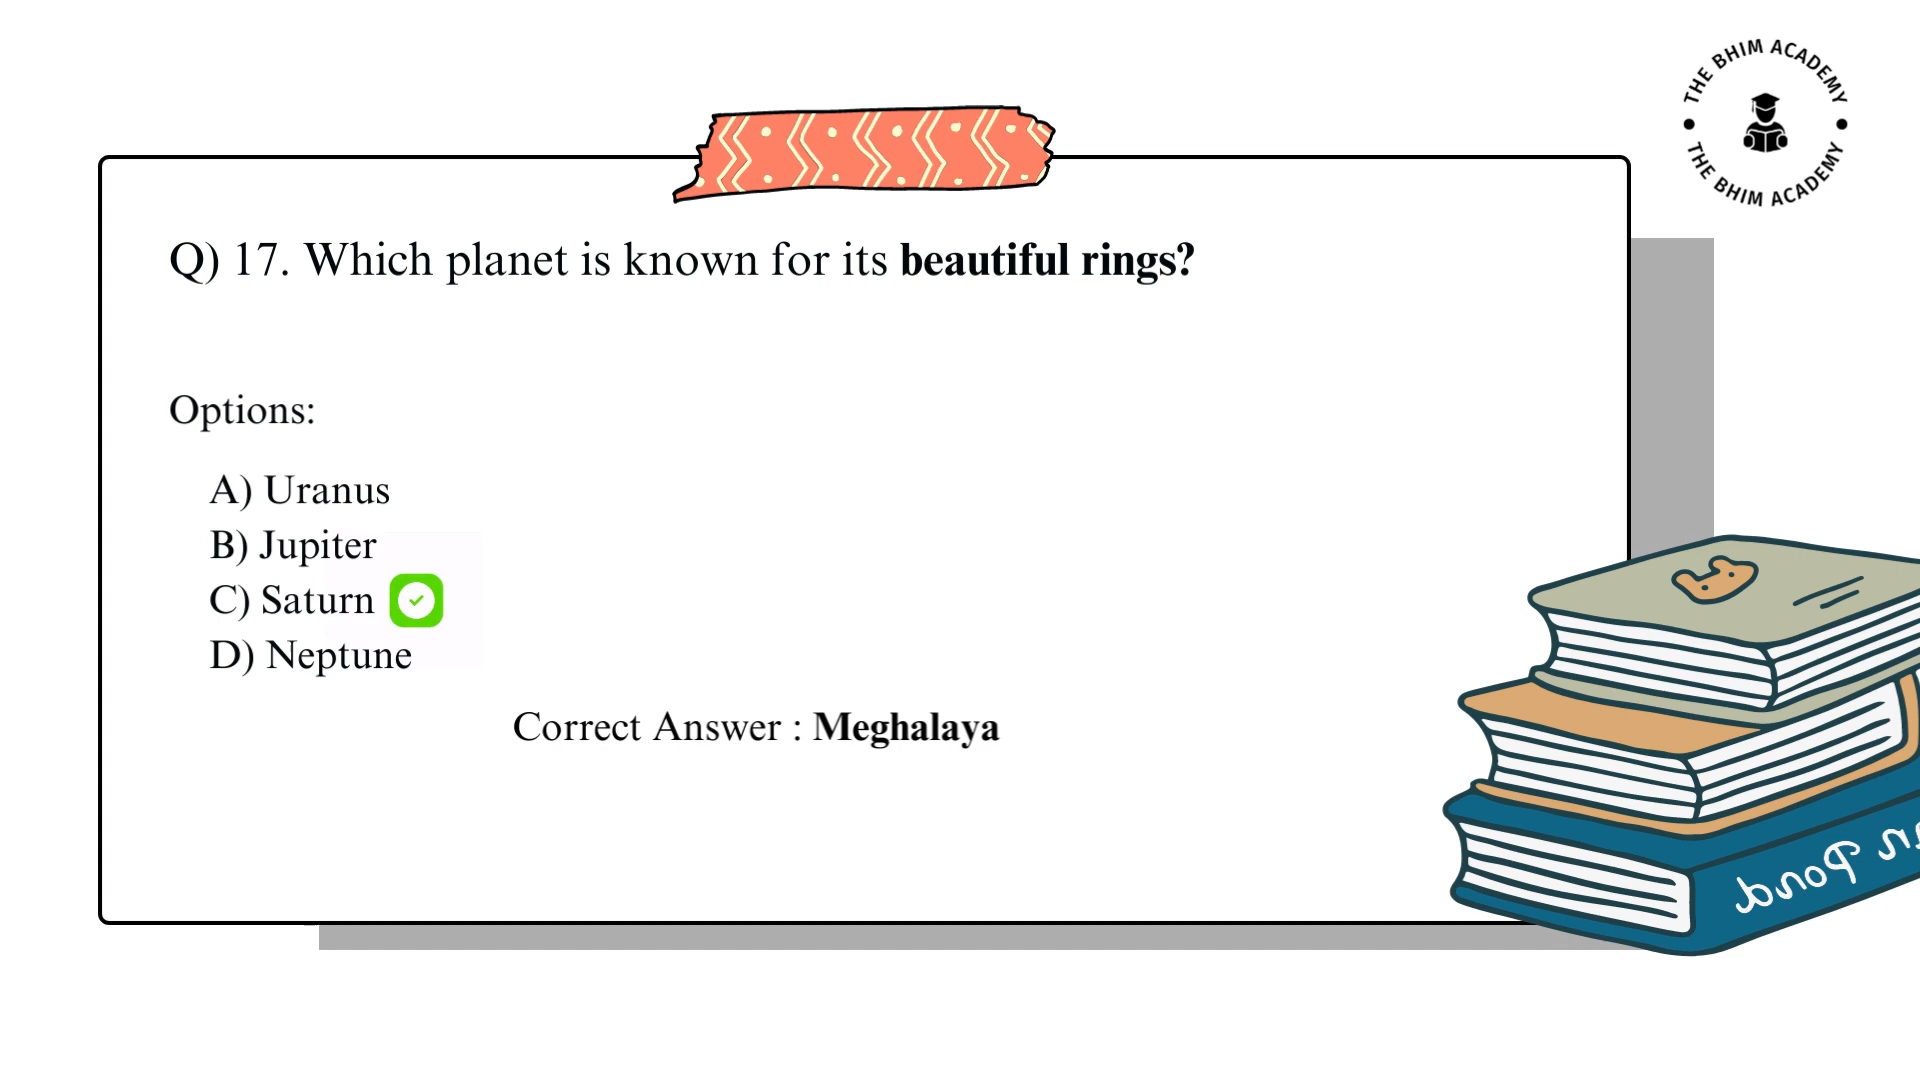 THE BHIM ACADEMY
THE BHIM ACADEMY
Q) 17. Which planet is known for its beautiful rings?
Options:
A) Uranus
B) Jupiter
C) Saturn
D) Neptune
Correct Answer : Meghalaya
Pond